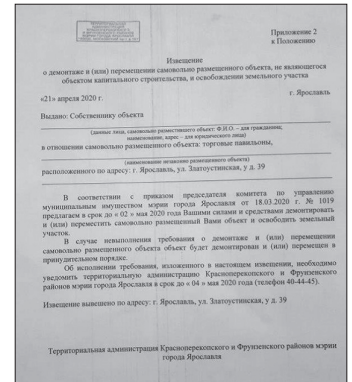 Приложение 2
к Положению
Извещение
о демонтаже и (или) перемещении самовольно размещенного объекта, не являющегося
объектом капитального строительства, и освобождении земельного участка
«21» апреля 2020 г.
г. Ярославль
Выдано: Собственнику объект
(данные лица, самовольно разместившего объект: Ф.И.О. – для гражданина;
наименование, адрес – для юридического лица)
в отношении самовольно размещенного объекта: торговые павильоны,
(наименование незаконно размещенного объекта)
расположенного по адресу: г. Ярославль, ул. Златоустинская, у д. 39
В соответствии с приказом председателя комитета по управлению
муниципальным имуществом мэрии города Ярославля от 18.03.2020 г. № 1019
предлагаем в срок до « 02 » мая 2020 года Вашими силами и средствами демонтировать
и (или) переместить самовольно размещенный Вами объект и освободить земельный
участок.
В случае невыполнения требования о демонтаже и (или) перемещении
самовольно размещенного объекта объект будет демонтирован и (или) перемещен в
принудительном порядке.
Об исполнении требования, изложенного в настоящем извещении, необходимо
уведомить территориальную администрацию Красноперекопского и Фрунзенского
районов мэрии города Ярославля в срок до « 04 » мая 2020 года (телефон 40-44-45).
Извещение вывешено по адресу: г. Ярославль, ул. Златоустинская, у д. 39
Территориальная администрация Красноперекопского и Фрунзенского районов мэрии
города Ярославля